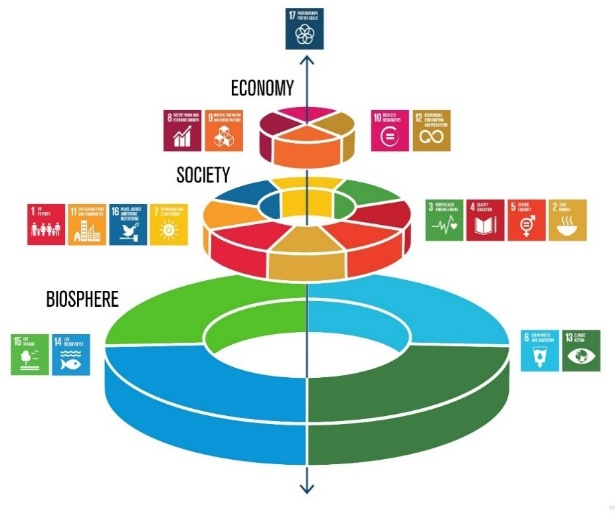 17 PARTNERSHIPS
FOR THE GOALS
ECONOMY
8 DECENT WORK AND
ECONOMIC GROWTH
9 INDUSTRY, INNOVATION
AND INFRASTRUCTURE
10 REDUCED
INEQUALITIES
12 RESPONSIBLE
CONSUMPTION
AND PRODUCTION
SOCIETY
1 NO
POVERTY
11 SUSTAINABLE CITIES
AND COMMUNITIES
16 PEACE, JUSTICE
AND STRONG
INSTITUTIONS
7 AFFORDABLE AND
CLEAN ENERGY
3 GOOD HEALTH
AND WELL-BEING
4 QUALITY
EDUCATION
5 GENDER
EQUALITY
2 ZERO
HUNGER
BIOSPHERE
15 LIFE
ON LAND
14 LIFE
BELOW WATER
6 CLEAN WATER
AND SANITATION
13 CLIMATE
ACTION